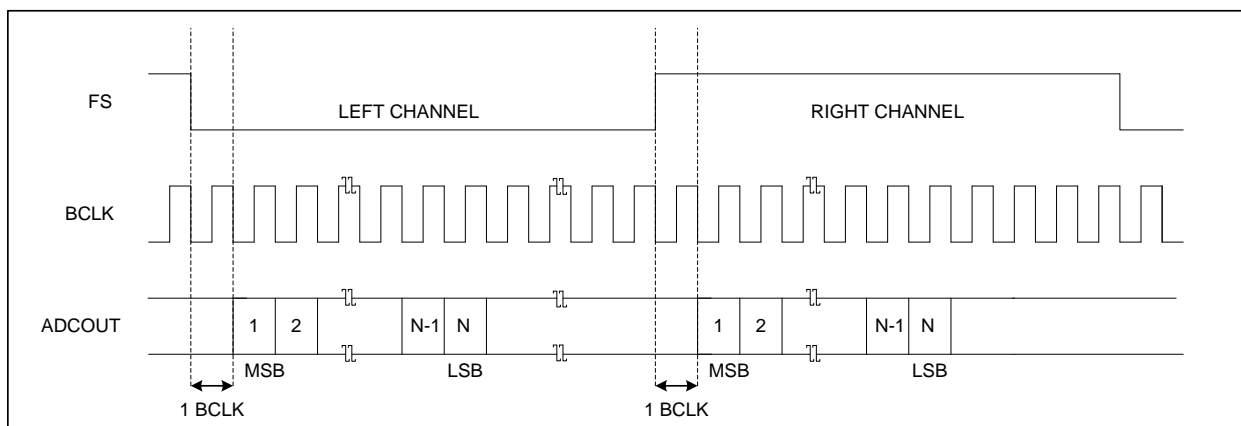 FS
LEFT CHANNEL RIGHT CHANNEL
BCLK
ADCOUT
1 2 N-1 N 1 2 N-1 N
MSB LSB MSB LSB
1 BCLK 1 BCLK